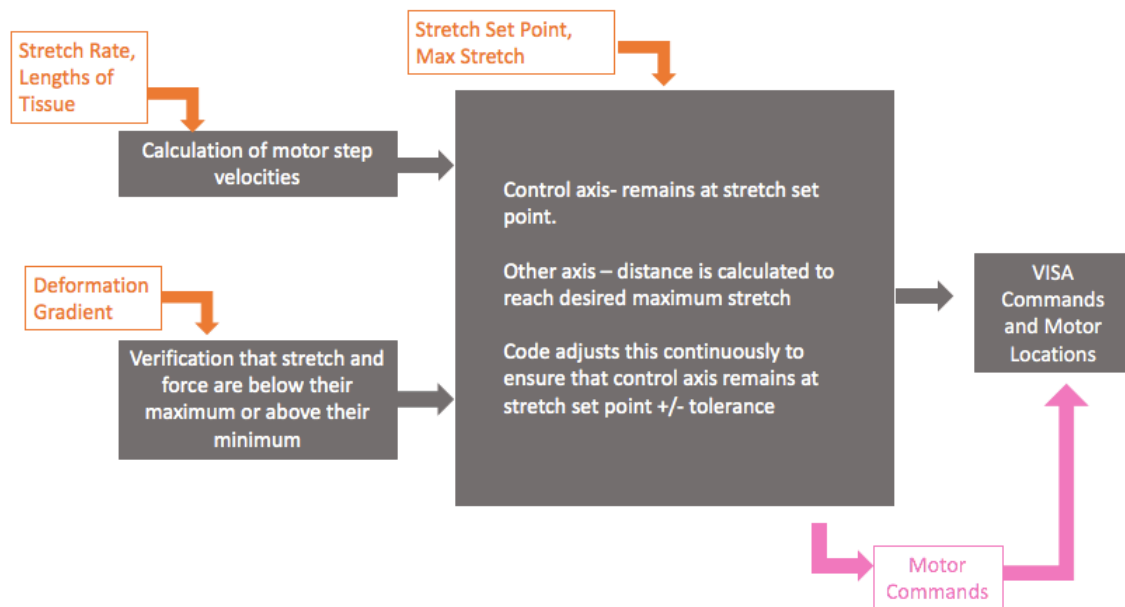 Stretch Rate,
Lengths of
Tissue
Stretch Set Point,
Max Stretch
Calculation of motor step
velocities
Control axis- remains at stretch set
point.
Other axis – distance is calculated to
reach desired maximum stretch
Code adjusts this continuously to
ensure that control axis remains at
stretch set point +/- tolerance
Deformation
Gradient
Verification that stretch and
force are below their
maximum or above their
minimum
VISA
Commands
and Motor
Locations
Motor
Commands